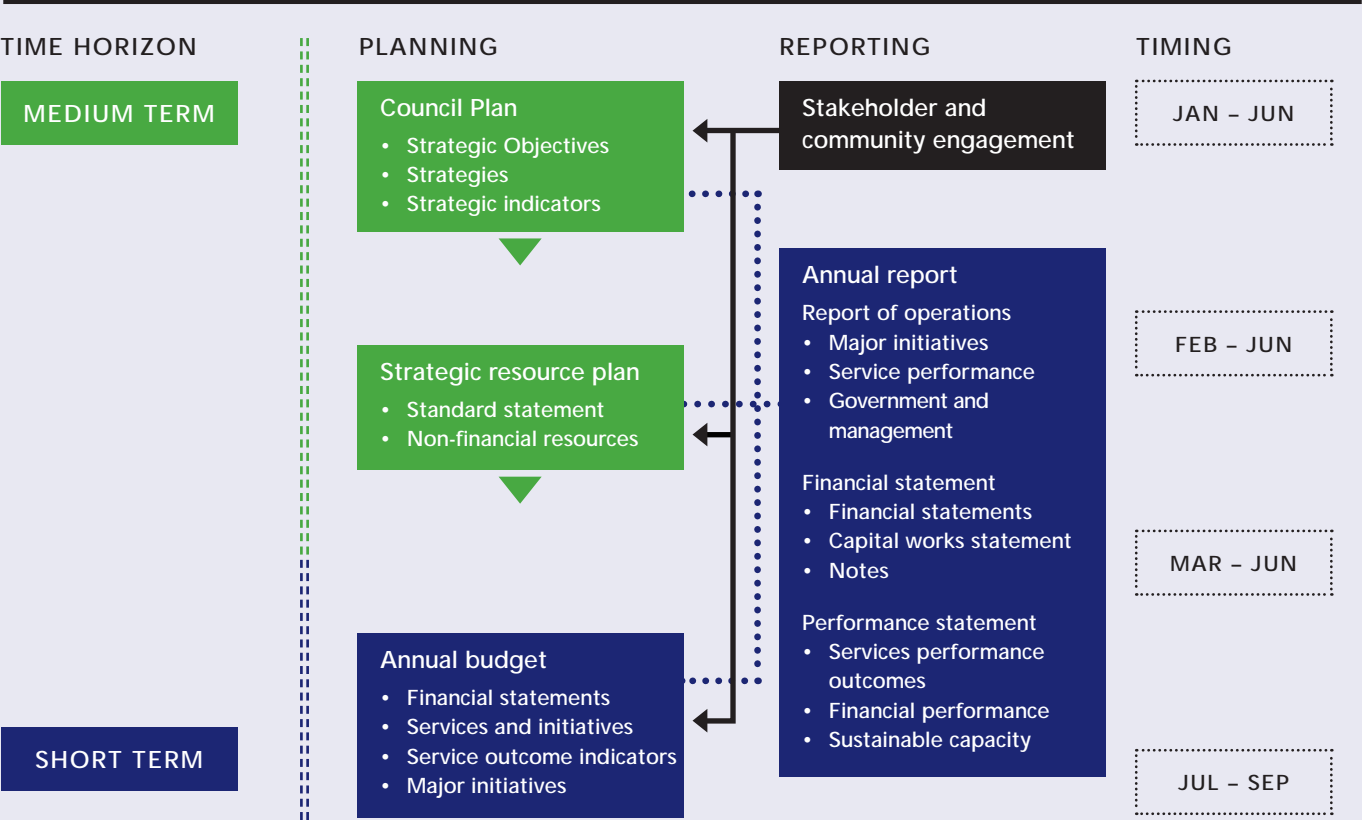 TIME HORIZON
PLANNING
REPORTING
TIMING
MEDIUM TERM
Council Plan
• Strategic Objectives
• Strategies
• Strategic indicators
Stakeholder and
community engagement
JAN – JUN
Strategic resource plan
• Standard statement
• Non-financial resources
Annual report
Report of operations
• Major initiatives
• Service performance
• Government and
management
Financial statement
• Financial statements
• Capital works statement
• Notes
Performance statement
• Services performance
outcomes
• Financial performance
• Sustainable capacity
FEB – JUN
MAR – JUN
SHORT TERM
Annual budget
• Financial statements
• Services and initiatives
• Service outcome indicators
• Major initiatives
JUL – SEP